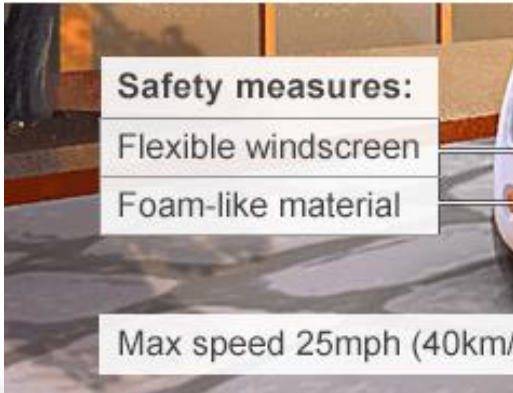 Safety measures:
Flexible windscreen
Foam-like material
Max speed 25mph (40km/